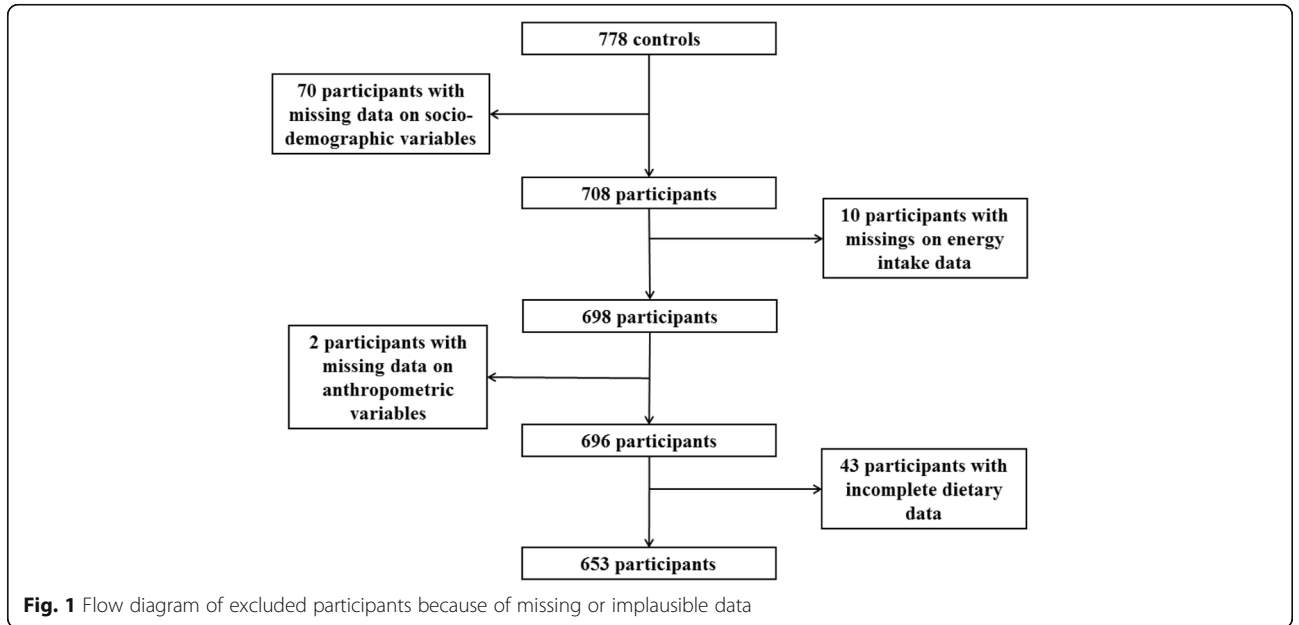 778 controls
70 participants with
missing data on socio-
demographic variables
708 participants
10 participants with
missings on energy
intake data
698 participants
2 participants with
missing data on
anthropometric
variables
696 participants
43 participants with
incomplete dietary
data
653 participants
Fig. 1 Flow diagram of excluded participants because of missing or implausible data